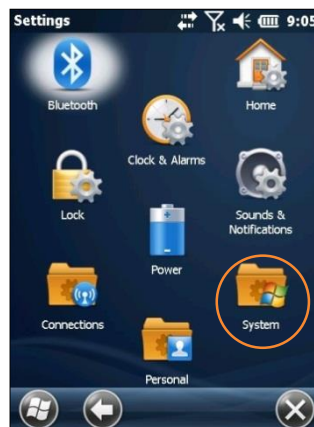 Settings
9:05
Bluetooth
Home
Clock & Alarms
Lock
Sounds &
Notifications
Power
Connections
System
Personal